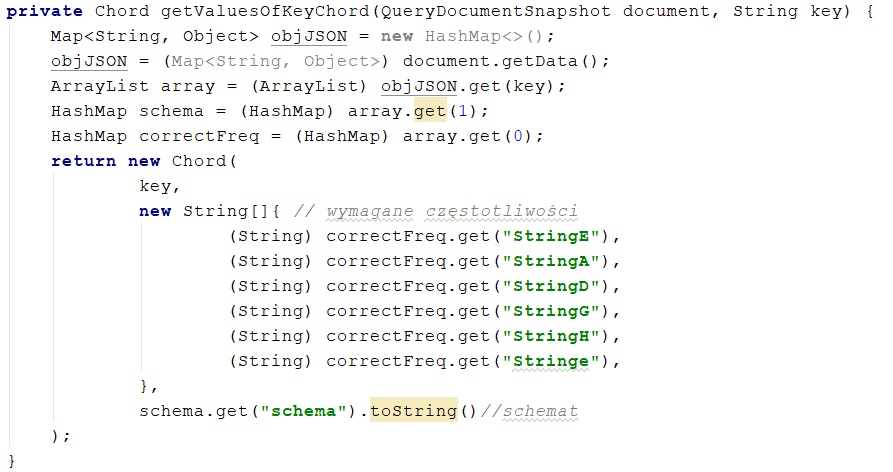 private Chord getValuesOfKeyChord(QueryDocumentSnapshot document, String key) {
    Map<String, Object> objJSON = new HashMap<>();
    objJSON = (Map<String, Object>) document.getData();
    ArrayList array = (ArrayList) objJSON.get(key);
    HashMap schema = (HashMap) array.get(1);
    HashMap correctFreq = (HashMap) array.get(0);
    return new Chord(
            key,
            new String[]{ // wymagane częstotliwości
                    (String) correctFreq.get("StringE"),
                    (String) correctFreq.get("StringA"),
                    (String) correctFreq.get("StringD"),
                    (String) correctFreq.get("StringG"),
                    (String) correctFreq.get("StringH"),
                    (String) correctFreq.get("Stringe"),
            },
            schema.get("schema").toString()//schemat
    );
}